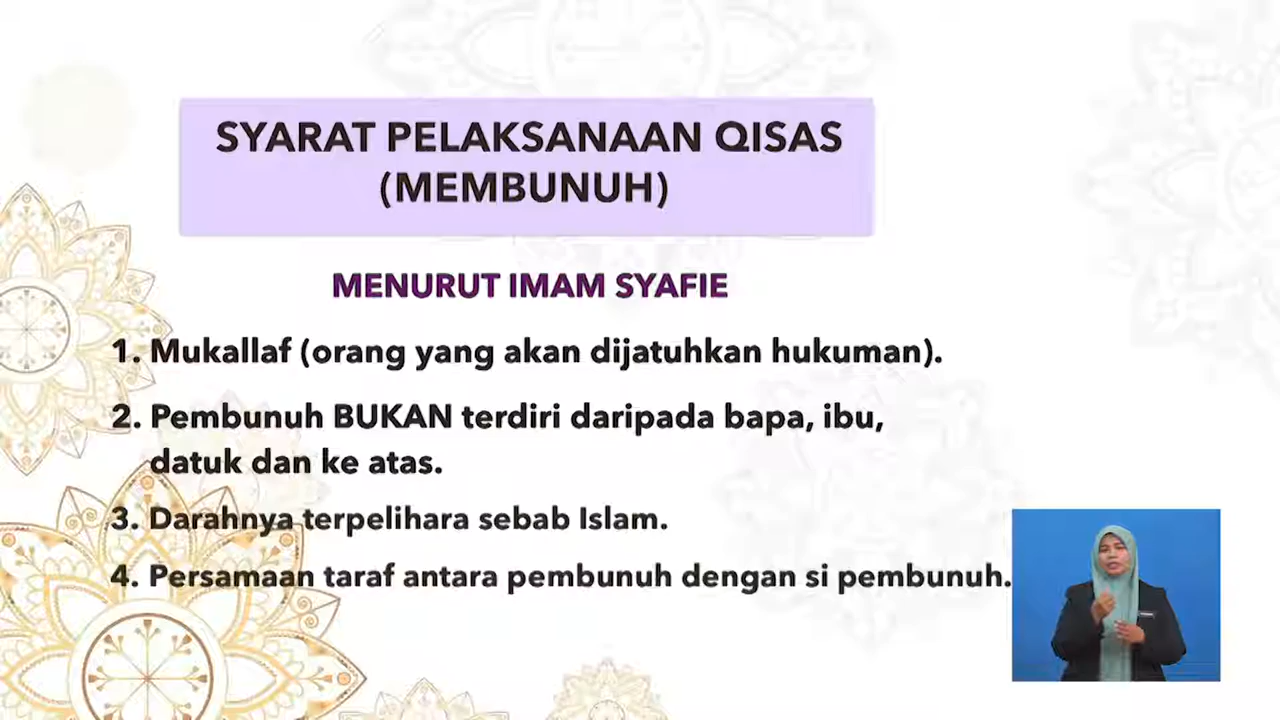 SYARAT PELAKSANAAN QISAS
(MEMBUNUH)
MENURUT IMAM SYAFIE
1. Mukallaf (orang yang akan dijatuhkan hukuman).
2. Pembunuh BUKAN terdiri daripada bapa, ibu,
datuk dan ke atas.
3. Darahnya terpelihara sebab Islam.
4. Persamaan taraf antara pembunuh dengan si pembunuh.